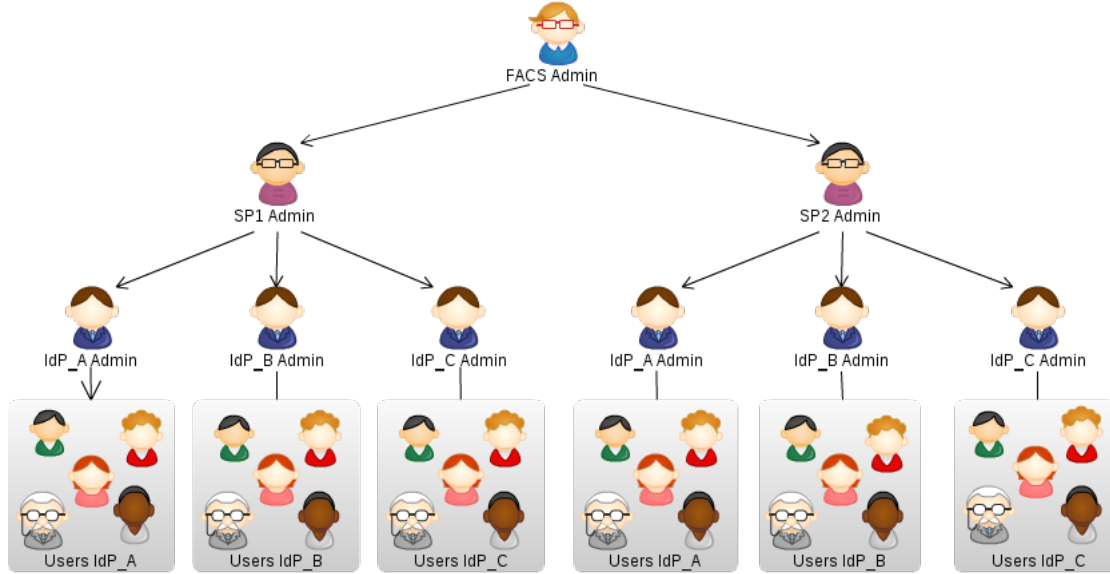 FACS Admin
SP1 Admin
SP2 Admin
IdP_A Admin
IdP_B Admin
IdP_C Admin
IdP_A Admin
IdP_B Admin
IdP_C Admin
Users IdP_A
Users IdP_B
Users IdP_C
Users IdP_A
Users IdP_B
Users IdP_C